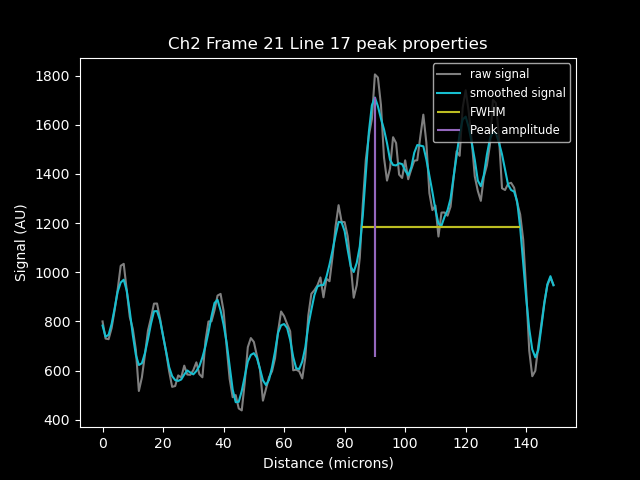 Ch2 Frame 21 Line 17 peak properties
raw signal
smoothed signal
FWHM
Peak amplitude
1800
1600
1400
1200
1000
800
600
400
Signal (AU)
0 20 40 60 80 100 120 140
Distance (microns)